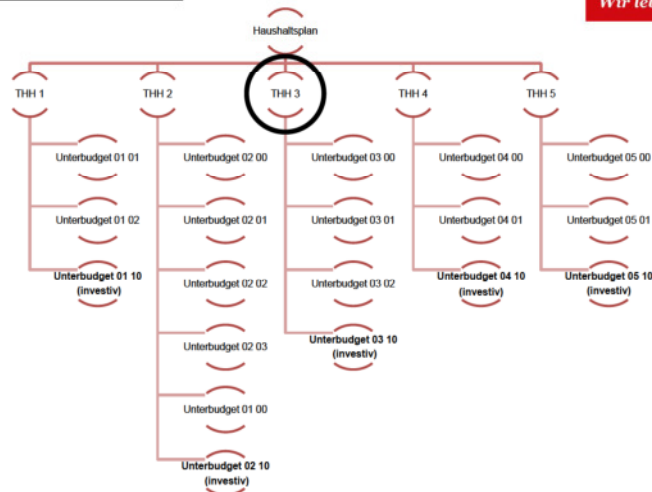 Wir
Haushaltsplan
THH 1
THH 2
THH 3
THH 4
THH 5
Unterbudget 01 01
Unterbudget 02 00
Unterbudget 03 00
Unterbudget 04 00
Unterbudget 05 00
Unterbudget 01 02
Unterbudget 02 01
Unterbudget 03 01
Unterbudget 04 01
Unterbudget 05 01
Unterbudget 01 10
(investiv)
Unterbudget 02 02
Unterbudget 03 02
Unterbudget 04 10
(investiv)
Unterbudget 05 10
(investiv)
Unterbudget 02 03
Unterbudget 03 10
(investiv)
Unterbudget 01 00
Unterbudget 02 10
(investiv)